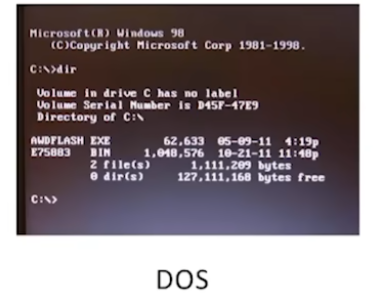 Microsoft(R) Windows 98
(C)Copyright Microsoft Corp 1981-1998.
C:\>dir
Volume in drive C has no label
Volume Serial Number is D45F-47E9
Directory of C:\
AWDFLASH EXE 62,633 05-09-11 4:19p
E75883 BIN 1,048,576 10-21-11 11:48p
2 file(s) 1,111,209 bytes
0 dir(s) 127,111,168 bytes free
C:\>
DOS